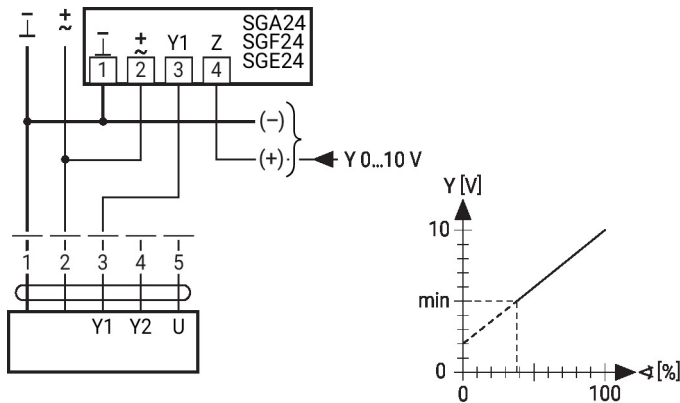 SGA24
SGF24
SGE24
Y1 Z
1 2 3 4
(–)
(+)
Y 0...10 V
1 2 3 4 5
Y1 Y2 U
Y [V]
10
min
0
∢ [%]
0 100